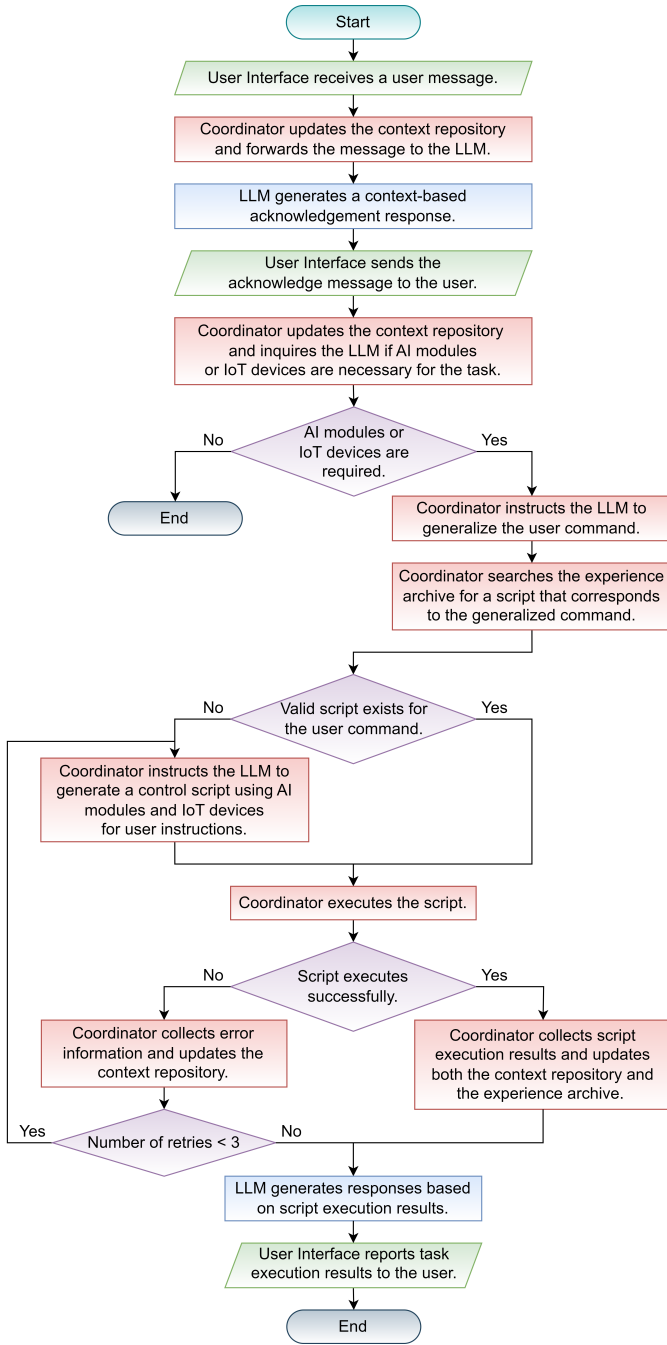 Start
User Interface receives a user message.
Coordinator updates the context repository
and forwards the message to the LLM.
LLM generates a context-based
acknowledgement response.
User Interface sends the
acknowledge message to the user.
Coordinator updates the context repository
and inquires the LLM if AI modules
or IoT devices are necessary for the task.
No
AI modules or
IoT devices are
required.
Yes
End
Coordinator instructs the LLM to
generalize the user command.
Coordinator searches the experience
archive for a script that corresponds
to the generalized command.
No
Valid script exists for
the user command.
Yes
Coordinator instructs the LLM to
generate a control script using AI
modules and IoT devices
for user instructions.
Coordinator executes the script.
No
Script executes
successfully.
Yes
Coordinator collects error
information and updates the
context repository.
Coordinator collects script
execution results and updates
both the context repository and
the experience archive.
Yes
Number of retries < 3
No
LLM generates responses based
on script execution results.
User Interface reports task
execution results to the user.
End